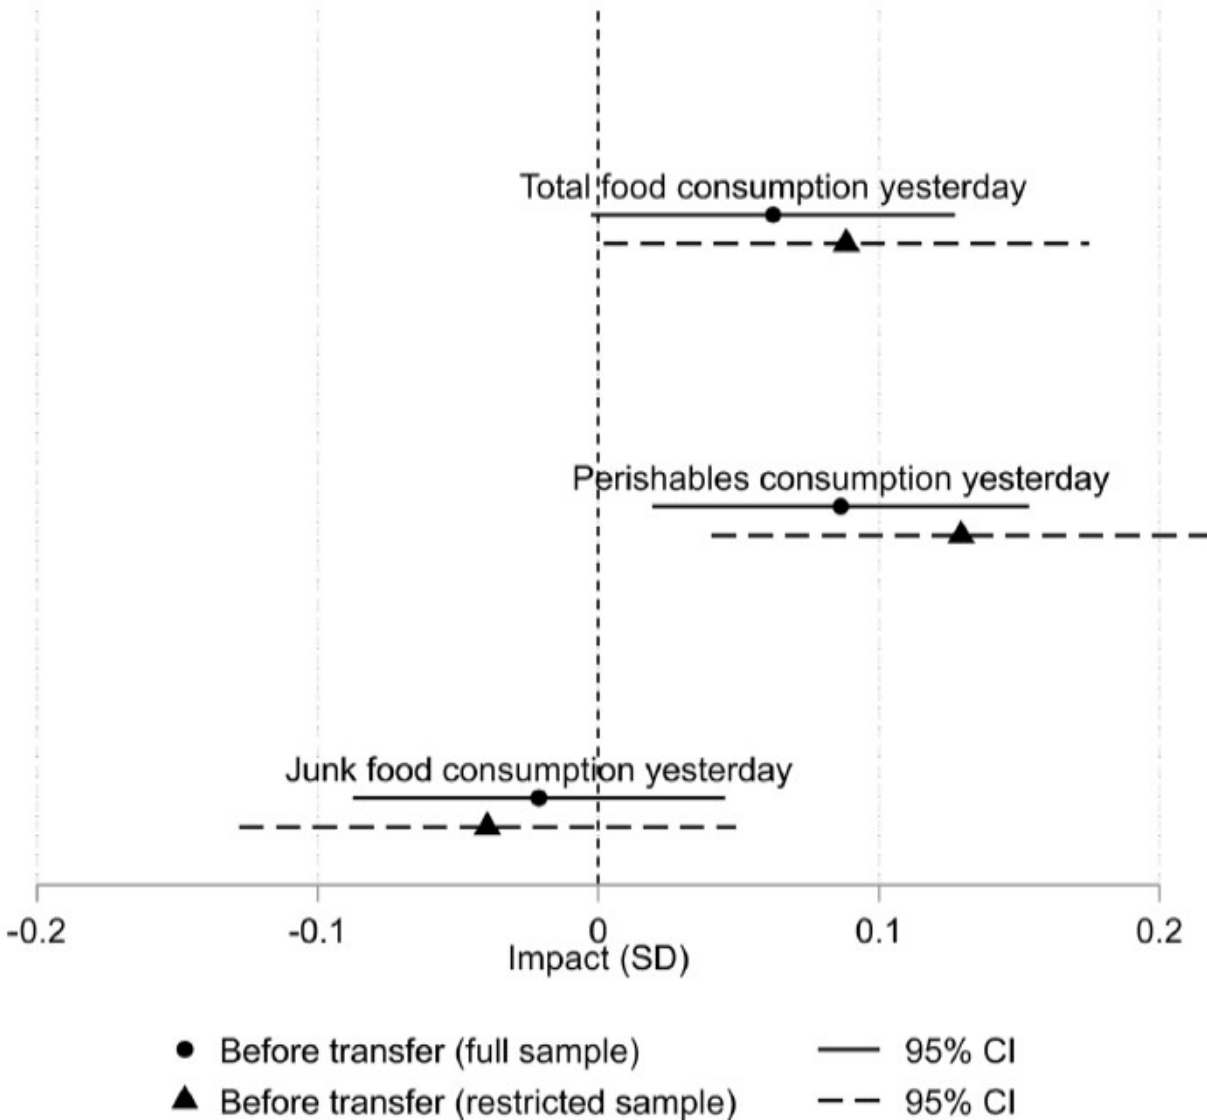 Total food consumption yesterday
Perishables consumption yesterday
Junk food consumption yesterday
-0.2 -0.1 0 0.1 0.2
Impact (SD)
Before transfer (full sample) 95% CI
Before transfer (restricted sample) 95% CI